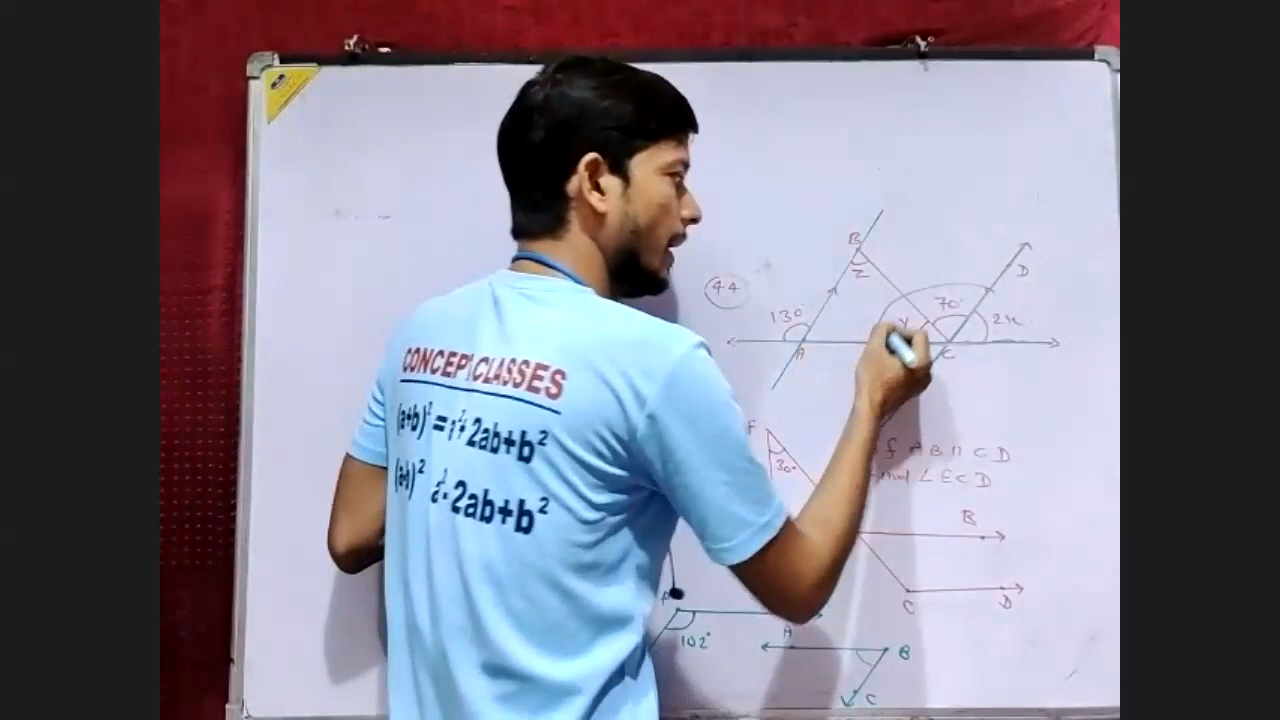 B
D
44
Z
70°
130°
Y
2x
A
C
CONCEPT CLASSES
(a+b)² = a²+2ab+b²
(a-b)² a²-2ab+b²
F
30°
If AB || CD
find ∠ECD
B
C
D
A
102°
B
C